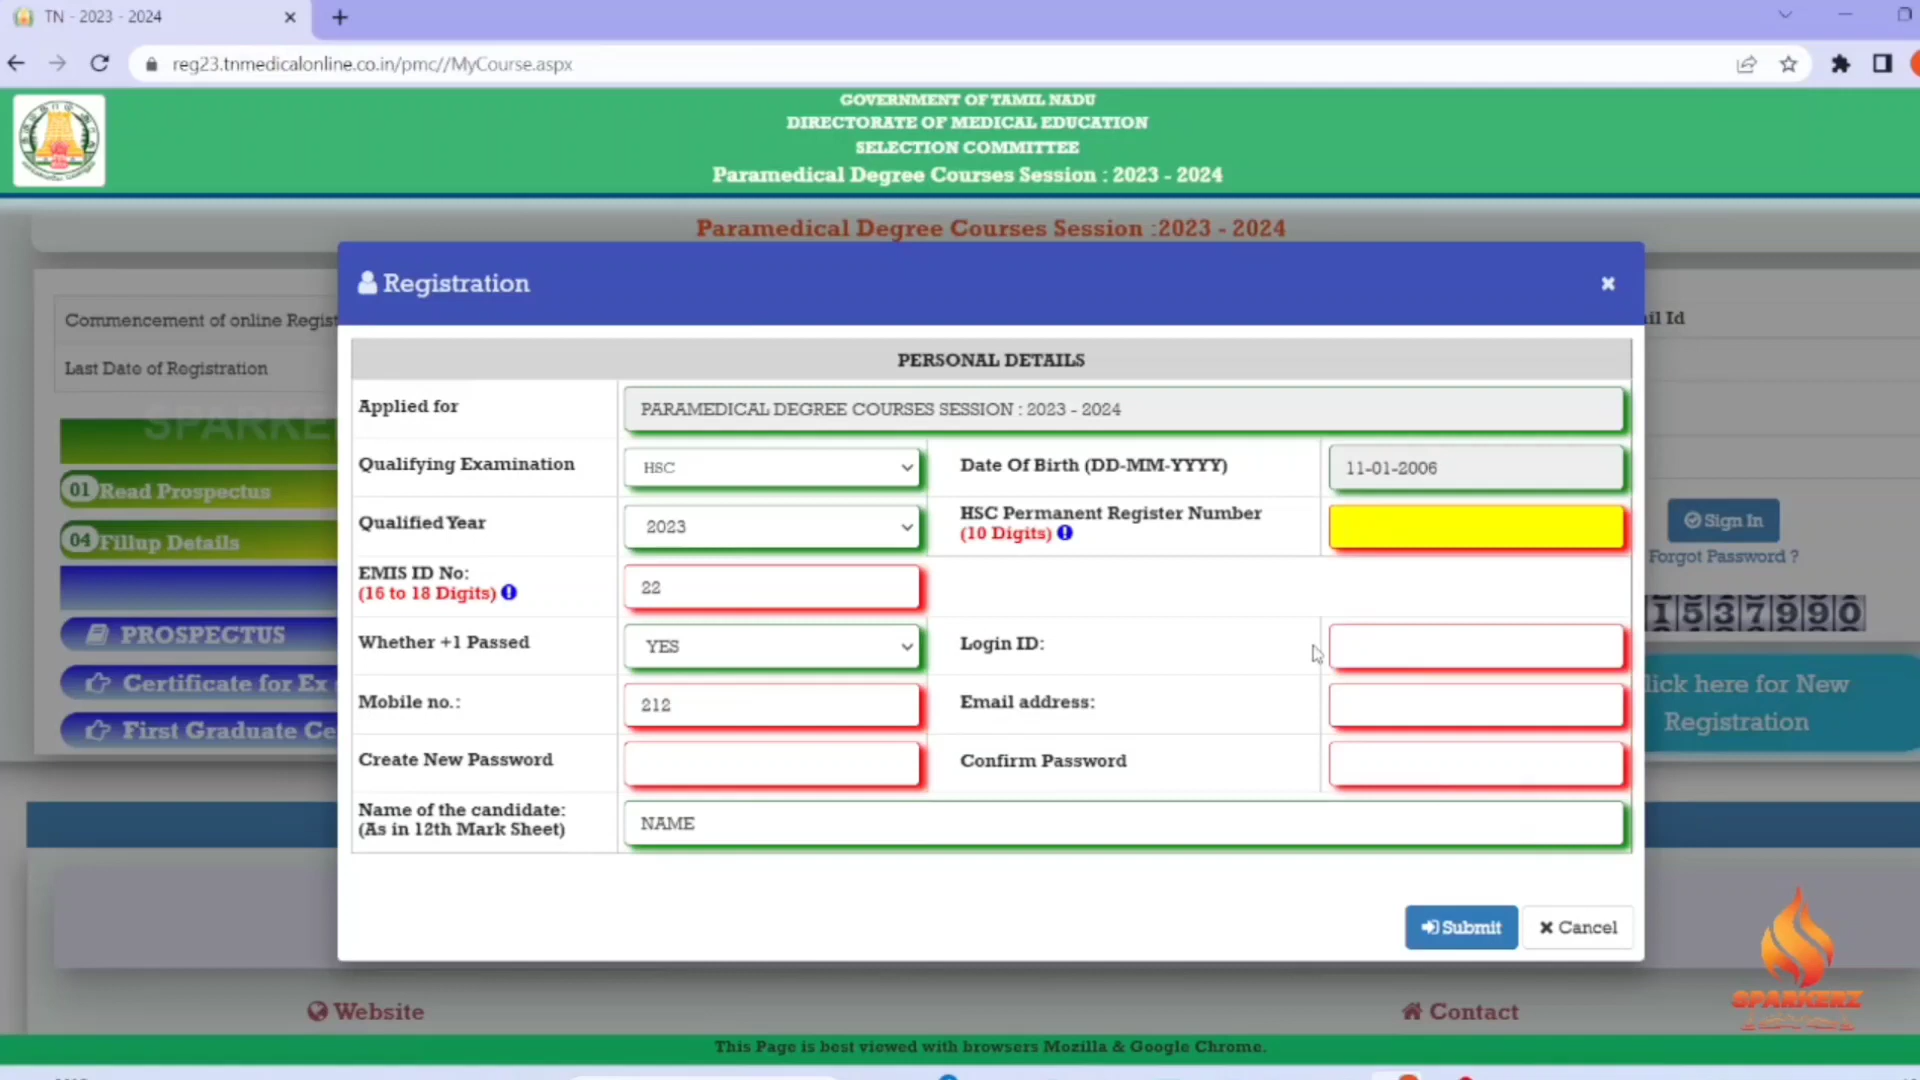 TN - 2023 - 2024
reg23.tnmedicalonline.co.in/pmc//MyCourse.aspx
GOVERNMENT OF TAMIL NADU
DIRECTORATE OF MEDICAL EDUCATION
SELECTION COMMITTEE
Paramedical Degree Courses Session : 2023 - 2024
Paramedical Degree Courses Session :2023 - 2024
Registration
Commencement of online Regist
il Id
Last Date of Registration
PERSONAL DETAILS
Applied for
PARAMEDICAL DEGREE COURSES SESSION : 2023 - 2024
SPARKE
Qualifying Examination
HSC
Date Of Birth (DD-MM-YYYY)
11-01-2006
01 Read Prospectus
Qualified Year
2023
HSC Permanent Register Number
(10 Digits)
Sign In
04 Fillup Details
Forgot Password ?
EMIS ID No:
(16 to 18 Digits)
22
1537990
PROSPECTUS
Whether +1 Passed
YES
Login ID:
Certificate for Ex
lick here for New
Registration
Mobile no.:
212
Email address:
First Graduate Ce
Create New Password
Confirm Password
Name of the candidate:
(As in 12th Mark Sheet)
NAME
Submit
Cancel
SPARKERZ
Website
Contact
This Page is best viewed with browsers Mozilla & Google Chrome.